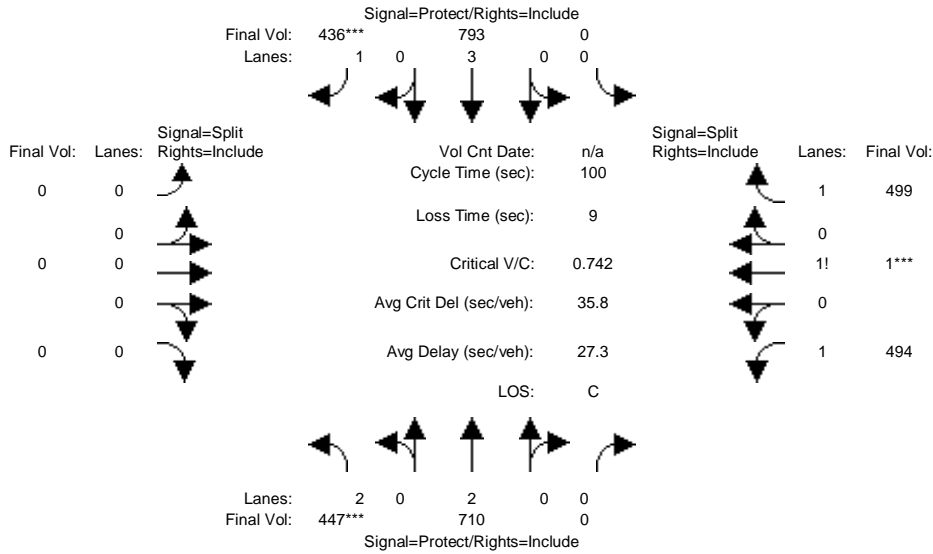 Signal=Protect/Rights=Include
Final Vol: 436*** 793 0
Lanes: 1 0 3 0 0
Signal=Split
Final Vol: Lanes: Rights=Include
Vol Cnt Date: n/a
Signal=Split
Rights=Include Lanes: Final Vol:
Cycle Time (sec): 100
0 0 1 499
Loss Time (sec): 9
0 0
0 0 Critical V/C: 0.742 1! 1***
0 Avg Crit Del (sec/veh): 35.8 0
0 0 Avg Delay (sec/veh): 27.3 1 494
LOS: C
Lanes: 2 0 2 0 0
Final Vol: 447*** 710 0
Signal=Protect/Rights=Include